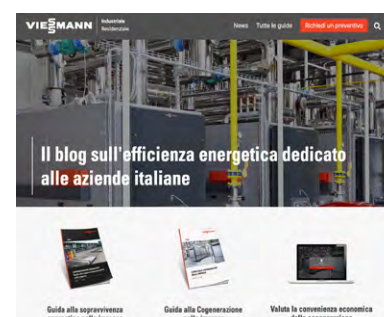 VIESMANN
Industriale
Residenziale
News
Tutte le guide
Richiedi un preventivo
Il blog sull'efficienza energetica dedicato
alle aziende italiane
Guida alla sopravvivenza
Guida alla Cogenerazione
Valuta la convenienza economica